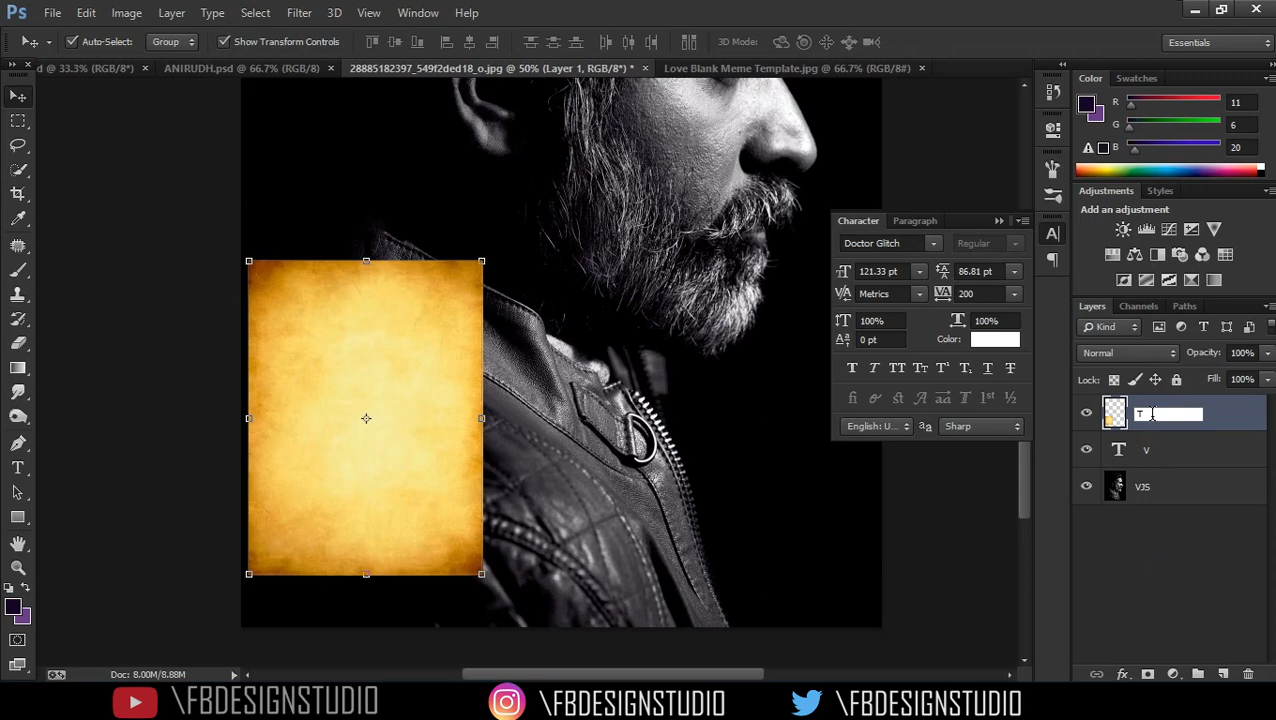 Ps File Edit Image Layer Type Select Filter 3D View Window Help
Auto-Select: Group Show Transform Controls 3D Mode: Essentials
d @ 33.3% (RGB/8*) × ANIRUDH.psd @ 66.7% (RGB/8) × 28885182397_549f2ded18_o.jpg @ 50% (Layer 1, RGB/8*) * × Love Blank Meme Template.jpg @ 66.7% (RGB/8#) ×
Color Swatches
R 11
G 6
B 20
Adjustments Styles
Add an adjustment
Character Paragraph
Doctor Glitch Regular
121.33 pt 86.81 pt
Metrics 200
100% 100%
0 pt Color:
English: U... Sharp
Layers Channels Paths
Kind
Normal Opacity: 100%
Lock: Fill: 100%
T
V
VJS
Doc: 8.00M/8.88M
\FBDESIGNSTUDIO \FBDESIGNSTUDIO \FBDESIGNSTUDIO